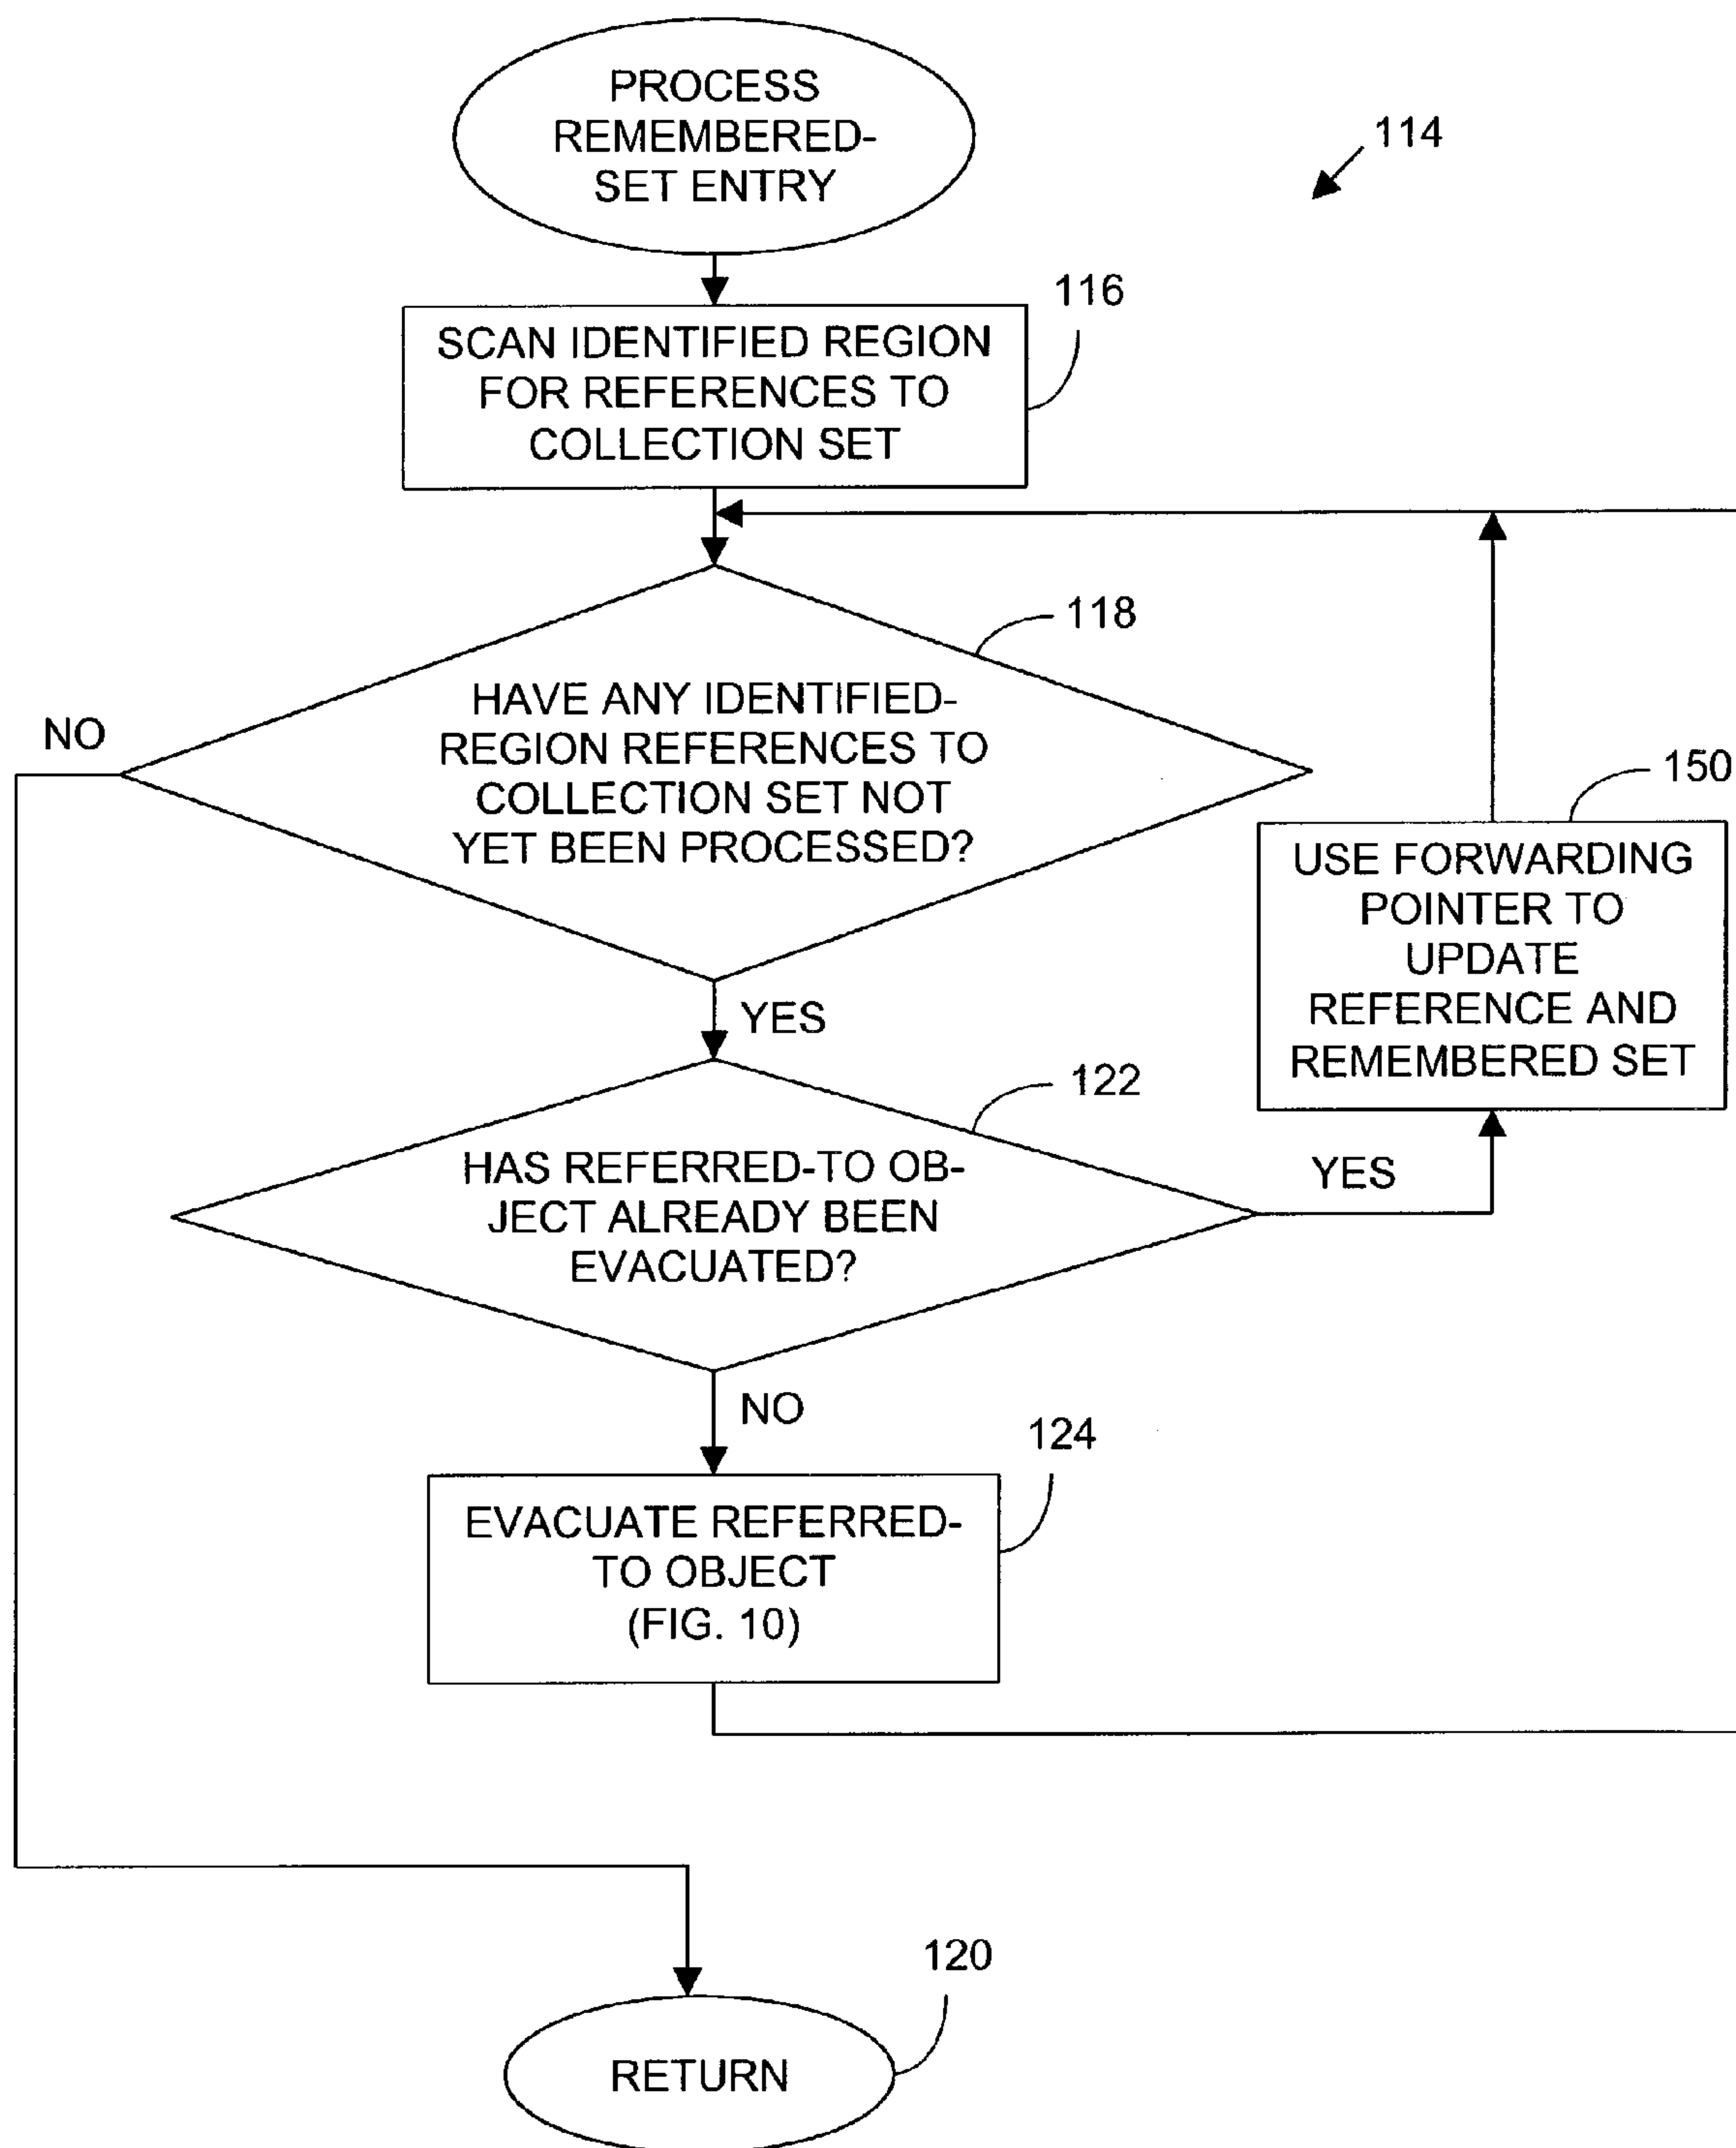 PROCESS
REMEMBERED-
SET ENTRY
114
116
SCAN IDENTIFIED REGION
FOR REFERENCES TO
COLLECTION SET
118
HAVE ANY IDENTIFIED-
REGION REFERENCES TO
COLLECTION SET NOT
YET BEEN PROCESSED?
NO
150
USE FORWARDING
POINTER TO
UPDATE
REFERENCE AND
REMEMBERED SET
YES
122
HAS REFERRED-TO OB-
JECT ALREADY BEEN
EVACUATED?
YES
NO
124
EVACUATE REFERRED-
TO OBJECT
(FIG. 10)
120
RETURN